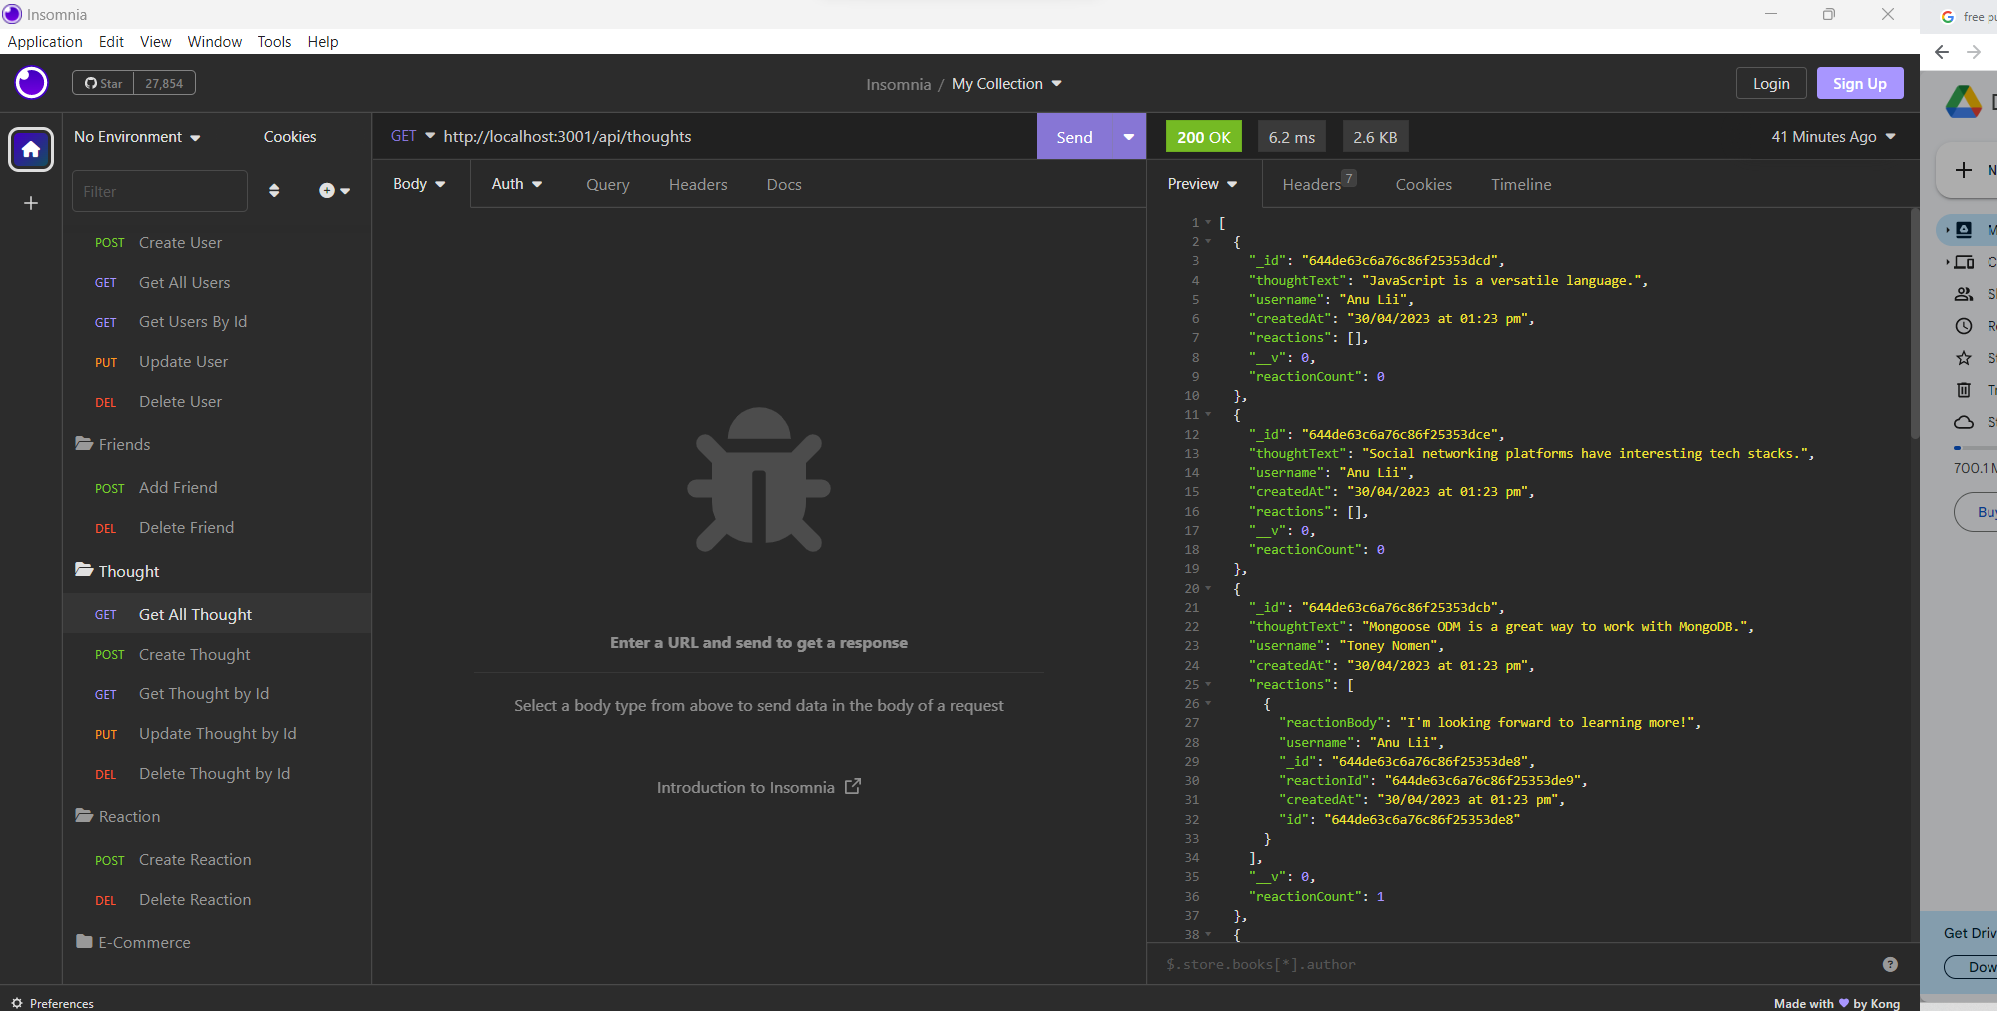 Insomnia
Application Edit View Window Tools Help
Star 27,854
Insomnia / My Collection
Login Sign Up
No Environment Cookies
Filter
POST Create User
GET Get All Users
GET Get Users By Id
PUT Update User
DEL Delete User
Friends
POST Add Friend
DEL Delete Friend
Thought
GET Get All Thought
POST Create Thought
GET Get Thought by Id
PUT Update Thought by Id
DEL Delete Thought by Id
Reaction
POST Create Reaction
DEL Delete Reaction
E-Commerce
Preferences
GET http://localhost:3001/api/thoughts
Send
Body Auth Query Headers Docs
Enter a URL and send to get a response
Select a body type from above to send data in the body of a request
Introduction to Insomnia
200 OK 6.2 ms 2.6 KB 41 Minutes Ago
Preview Headers 7 Cookies Timeline
1 [
2 {
3 "_id": "644de63c6a76c86f25353dcd",
4 "thoughtText": "JavaScript is a versatile language.",
5 "username": "Anu Lii",
6 "createdAt": "30/04/2023 at 01:23 pm",
7 "reactions": [],
8 "__v": 0,
9 "reactionCount": 0
10 },
11 {
12 "_id": "644de63c6a76c86f25353dce",
13 "thoughtText": "Social networking platforms have interesting tech stacks.",
14 "username": "Anu Lii",
15 "createdAt": "30/04/2023 at 01:23 pm",
16 "reactions": [],
17 "__v": 0,
18 "reactionCount": 0
19 },
20 {
21 "_id": "644de63c6a76c86f25353dcb",
22 "thoughtText": "Mongoose ODM is a great way to work with MongoDB.",
23 "username": "Toney Nomen",
24 "createdAt": "30/04/2023 at 01:23 pm",
25 "reactions": [
26 {
27 "reactionBody": "I'm looking forward to learning more!",
28 "username": "Anu Lii",
29 "_id": "644de63c6a76c86f25353de8",
30 "reactionId": "644de63c6a76c86f25353de9",
31 "createdAt": "30/04/2023 at 01:23 pm",
32 "id": "644de63c6a76c86f25353de8"
33 }
34 ],
35 "__v": 0,
36 "reactionCount": 1
37 },
38 {
$.store.books[*].author
Made with by Kong
free
700.1
Buy
Get